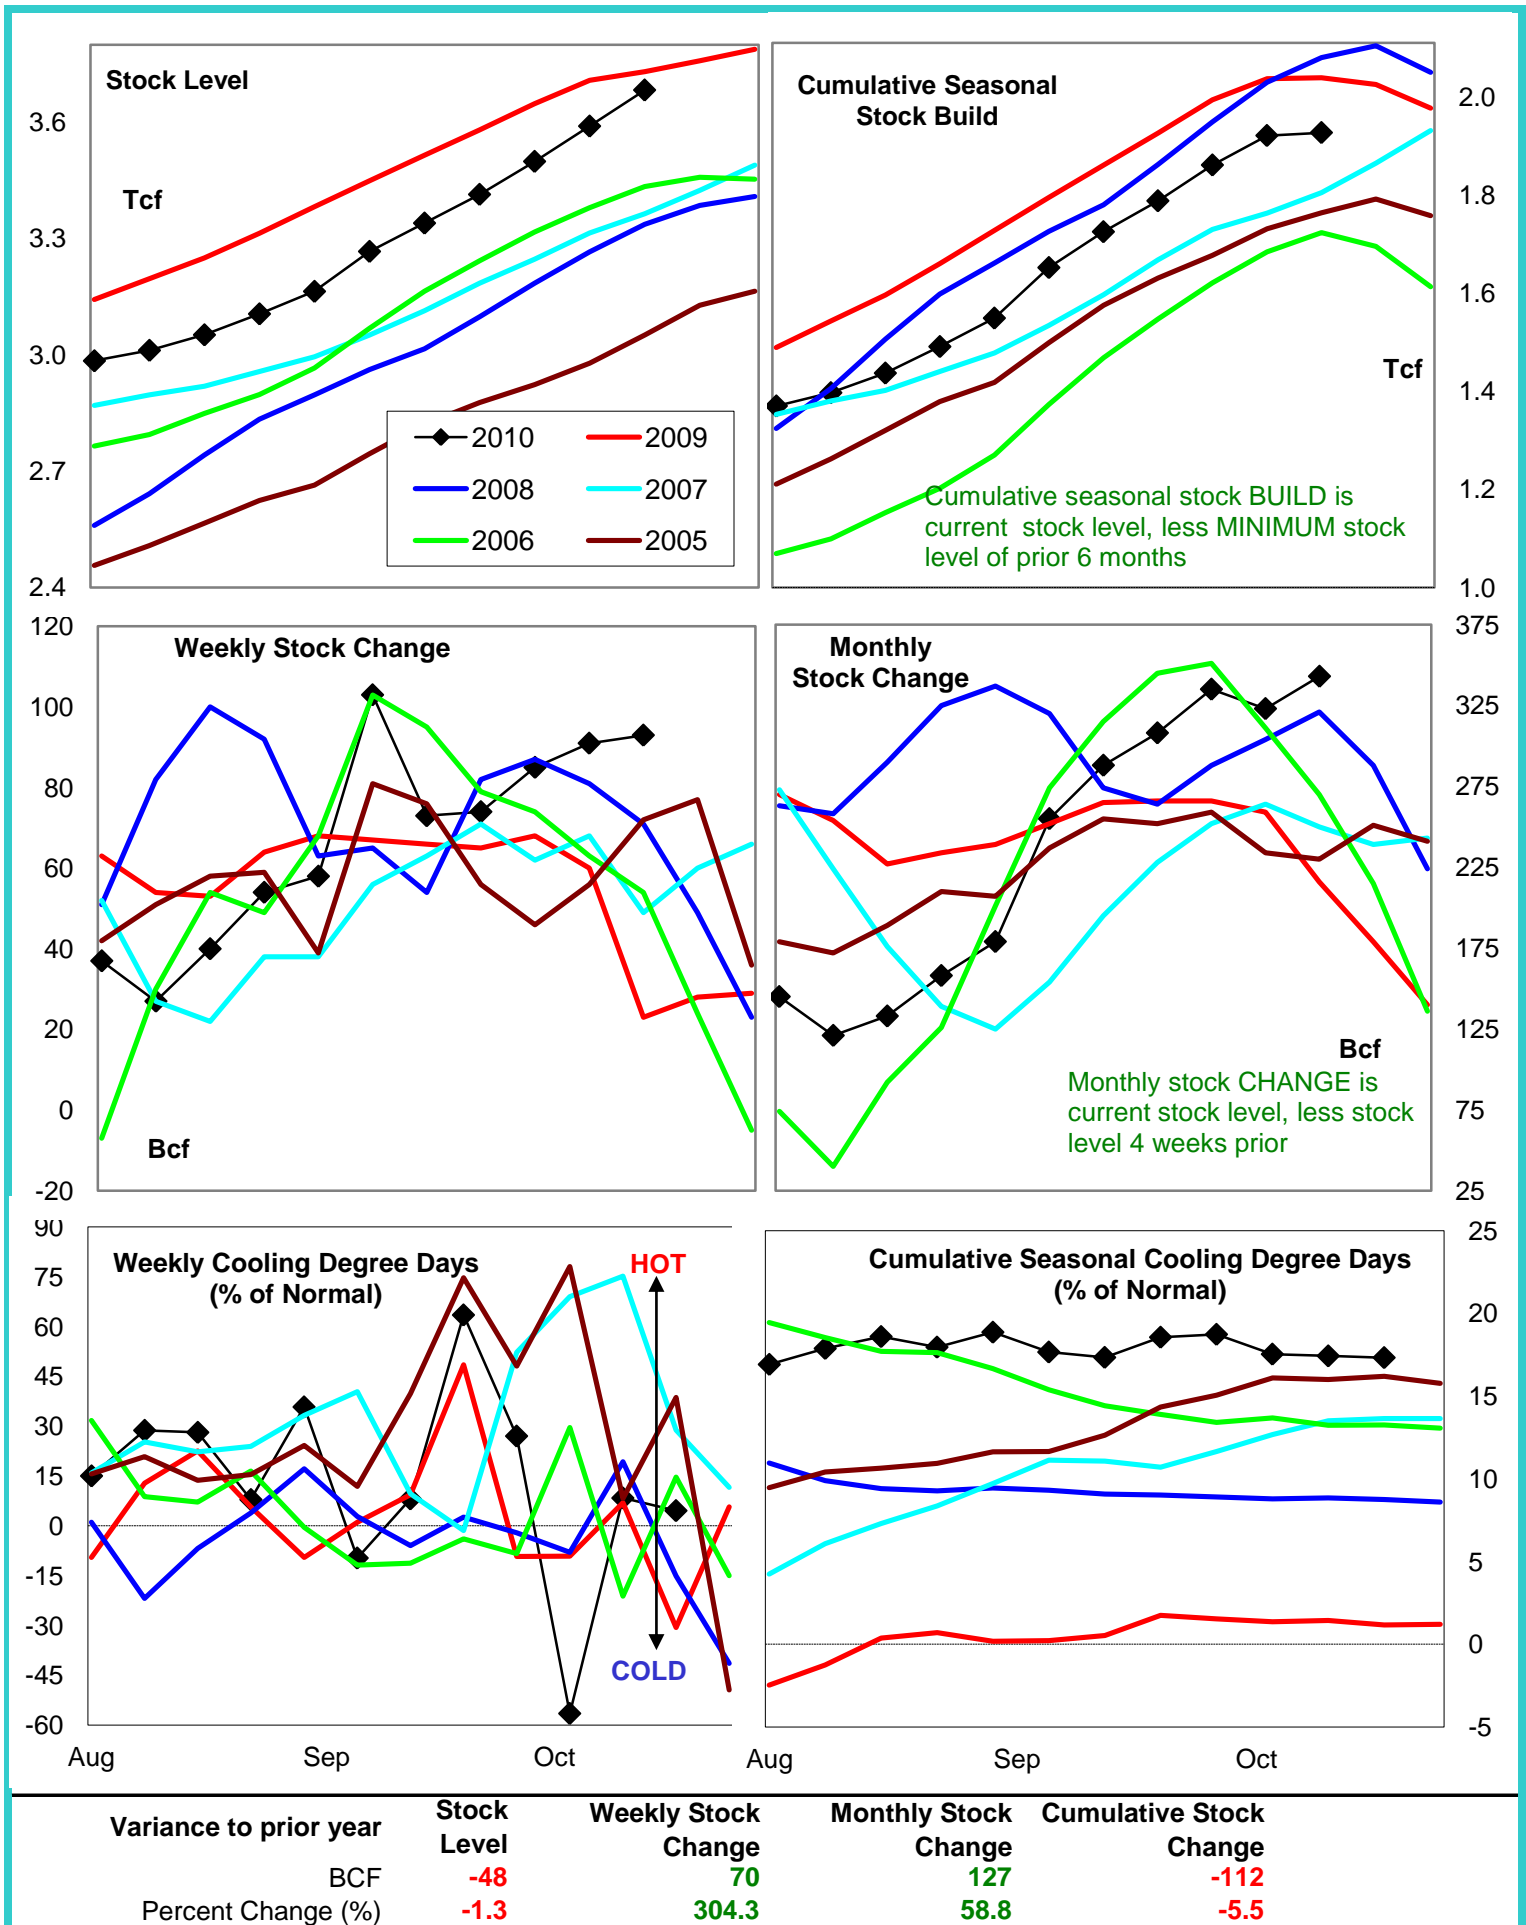 Stock Level
Tcf
3.6
3.3
3.0
2.7
2.4
2010
2009
2008
2007
2006
2005
Cumulative Seasonal
Stock Build
2.0
1.8
1.6
1.4
1.2
1.0
Tcf
Cumulative seasonal stock BUILD is
current stock level, less MINIMUM stock
level of prior 6 months
Weekly Stock Change
120
100
80
60
40
20
0
-20
Bcf
Monthly
Stock Change
375
325
275
225
175
125
75
25
Bcf
Monthly stock CHANGE is
current stock level, less stock
level 4 weeks prior
Weekly Cooling Degree Days
(% of Normal)
HOT
COLD
90
75
60
45
30
15
0
-15
-30
-45
-60
Aug Sep Oct
Cumulative Seasonal Cooling Degree Days
(% of Normal)
25
20
15
10
5
0
-5
Aug Sep Oct
Variance to prior year
Stock
Level
Weekly Stock
Change
Monthly Stock
Change
Cumulative Stock
Change
BCF -48 70 127 -112
Percent Change (%) -1.3 304.3 58.8 -5.5